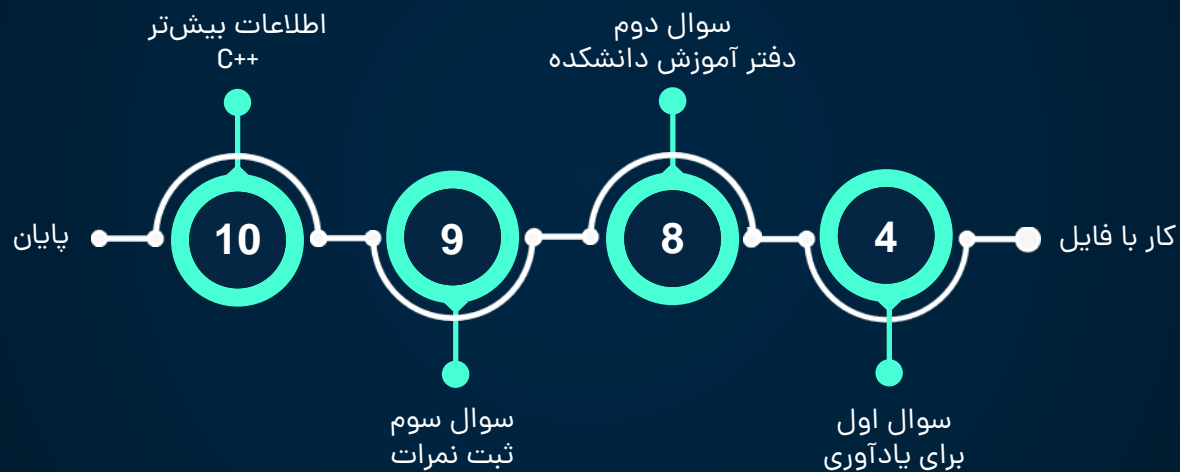 کار با فایل
4
سوال اول
برای یادآوری
8
سوال دوم
دفتر آموزش دانشکده
9
سوال سوم
ثبت نمرات
10
اطلاعات بیش‌تر
C++
پایان